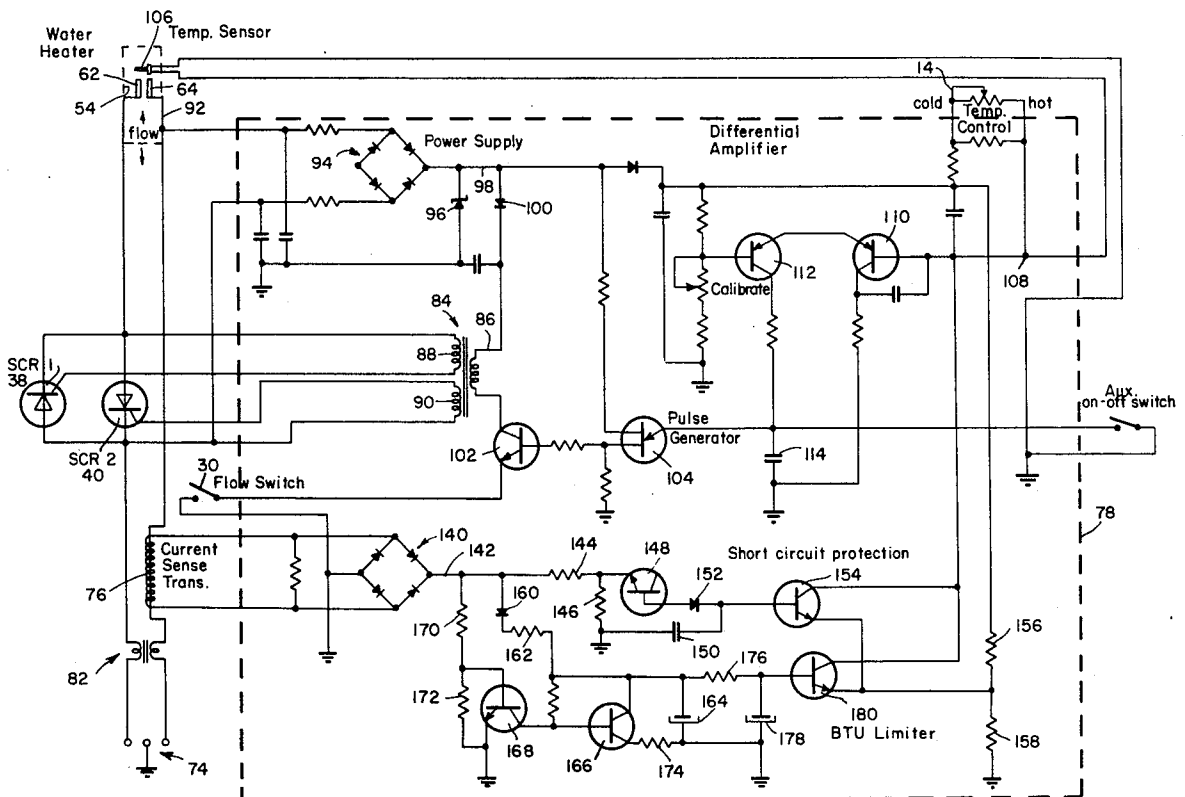 106
Temp. Sensor
Water
Heater
62
54
64
92
flow
14
cold
hot
Temp.
Control
Differential
Amplifier
Power Supply
94
98
96
100
110
112
108
Calibrate
84
86
88
90
SCR 1
38
SCR 2
40
Aux.
on-off switch
Pulse
Generator
102
104
114
30
Flow Switch
78
140
142
144
148
Short circuit protection
152
154
Current
Sense
Trans.
76
146
160
170
162
150
156
82
172
176
164
168
166
174
178
180
BTU Limiter
158
74